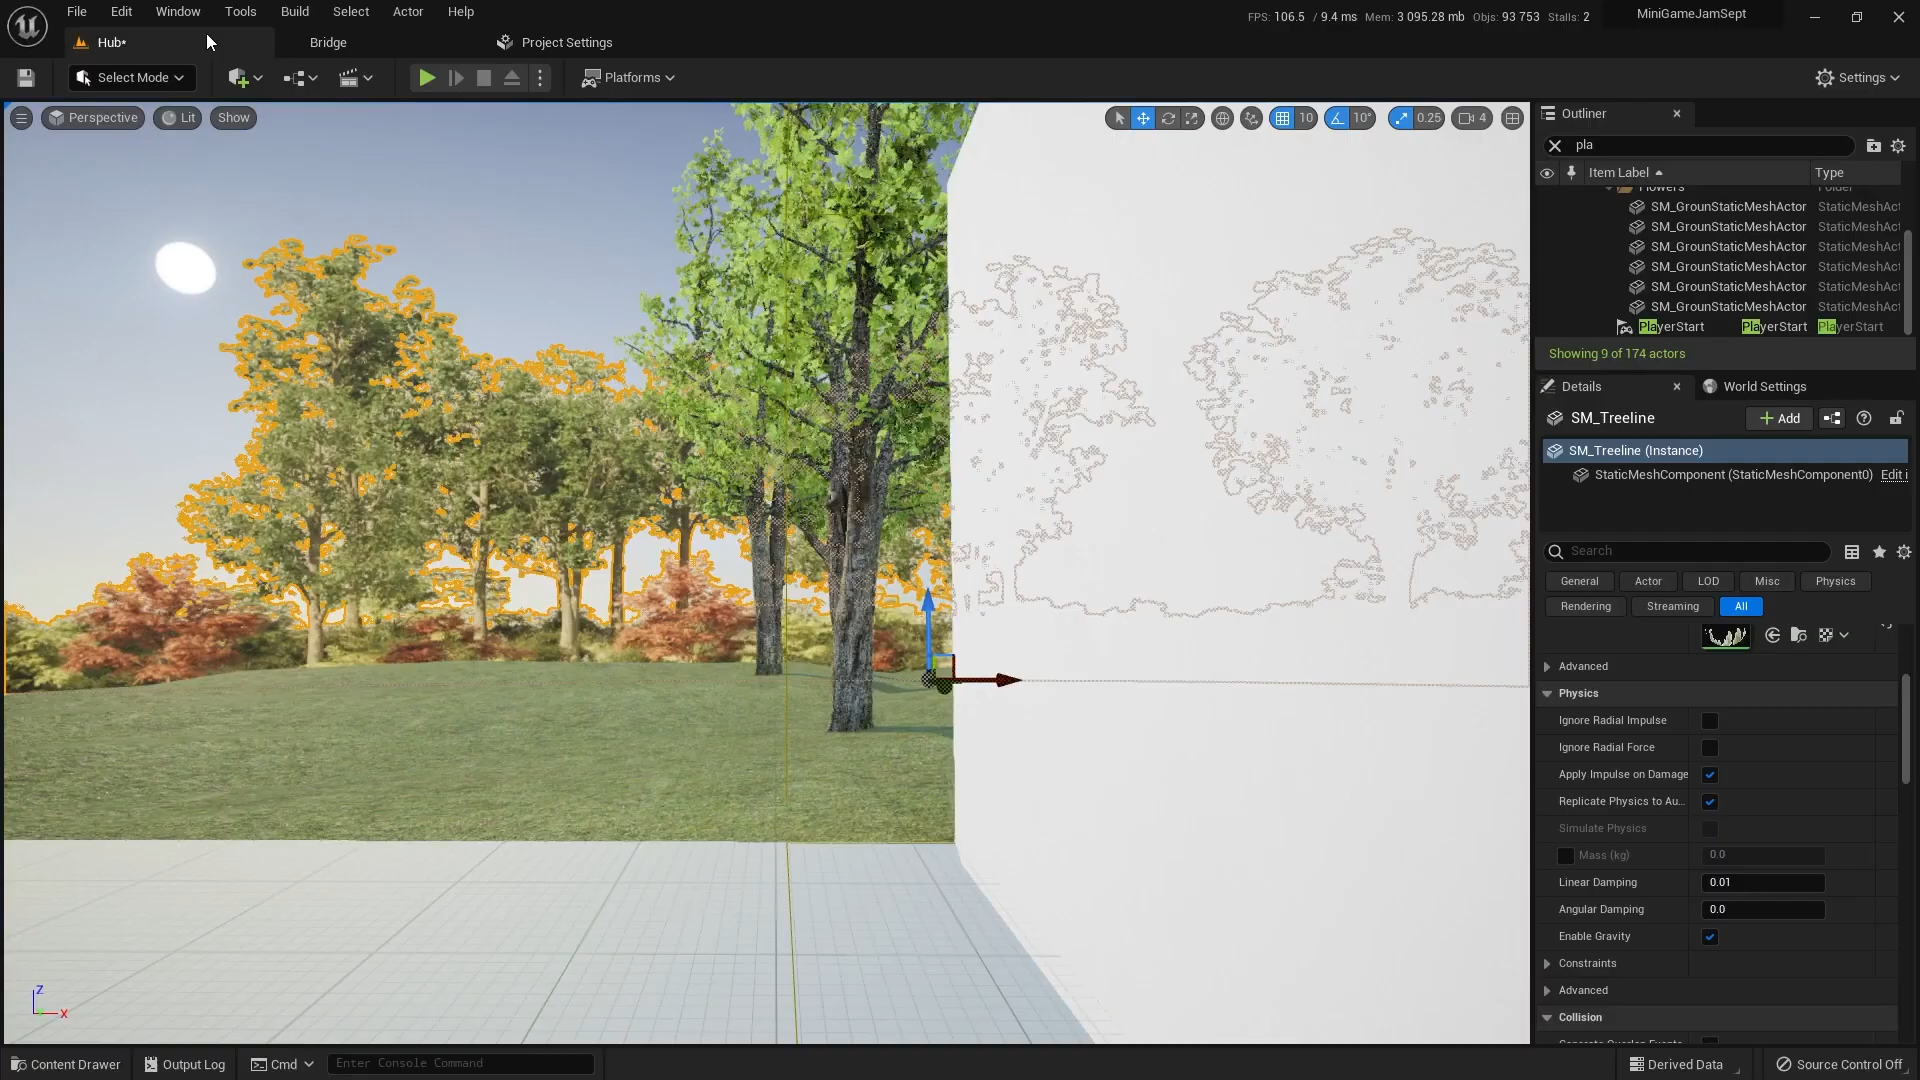 File Edit Window Tools Build Select Actor Help
FPS: 106.5 / 9.4 ms Mem: 3 095.28 mb Objs: 93 753 Stalls: 2
MiniGameJamSept
Hub*
Bridge
Project Settings
Select Mode
Platforms
Settings
Perspective
Lit
Show
10
10°
0.25
4
Outliner
pla
Item Label
Type
Flowers Folder
SM_GrounStaticMeshActor StaticMeshAct
SM_GrounStaticMeshActor StaticMeshAct
SM_GrounStaticMeshActor StaticMeshAct
SM_GrounStaticMeshActor StaticMeshAct
SM_GrounStaticMeshActor StaticMeshAct
SM_GrounStaticMeshActor StaticMeshAct
PlayerStart PlayerStart PlayerStart
Showing 9 of 174 actors
Details
World Settings
SM_Treeline
Add
SM_Treeline (Instance)
StaticMeshComponent (StaticMeshComponent0) Edit i
Search
General Actor LOD Misc Physics
Rendering Streaming All
Advanced
Physics
Ignore Radial Impulse
Ignore Radial Force
Apply Impulse on Damage
Replicate Physics to Au...
Simulate Physics
Mass (kg) 0.0
Linear Damping 0.01
Angular Damping 0.0
Enable Gravity
Constraints
Advanced
Collision
Generate Overlap Events
Z
X
Content Drawer
Output Log
Cmd
Enter Console Command
Derived Data
Source Control Off